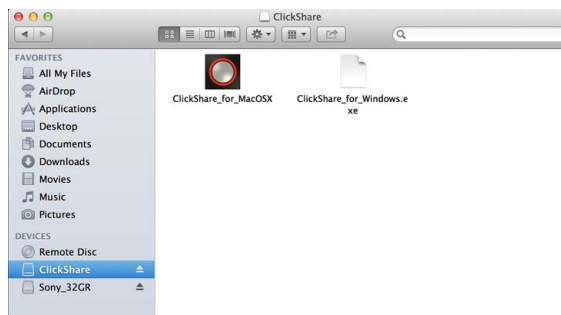 ClickShare
FAVORITES
All My Files
AirDrop
Applications
Desktop
Documents
Downloads
Movies
Music
Pictures
DEVICES
Remote Disc
ClickShare
Sony_32GR
ClickShare_for_MacOSX
ClickShare_for_Windows.e
xe